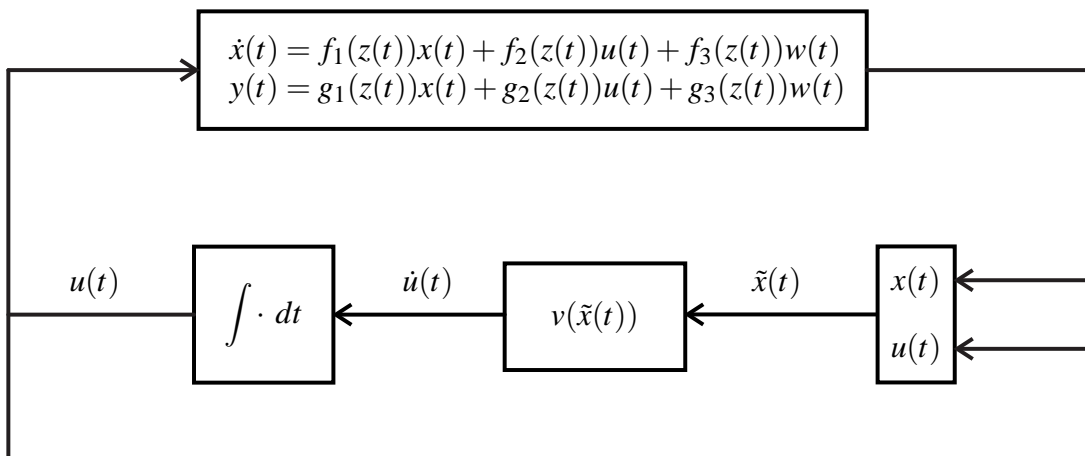 ẋ(t) = f₁(z(t))x(t) + f₂(z(t))u(t) + f₃(z(t))w(t)
y(t) = g₁(z(t))x(t) + g₂(z(t))u(t) + g₃(z(t))w(t)
u(t) ∫ · dt u̇(t) v(x̃(t)) x̃(t) x(t)
u(t)